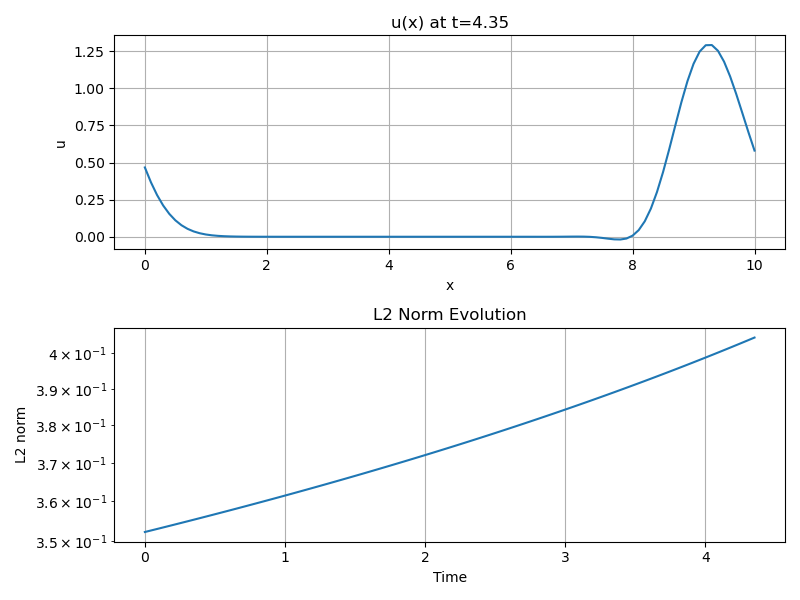 u(x) at t=4.35
1.25
1.00
0.75
0.50
0.25
0.00
u
0 2 4 6 8 10
x
L2 Norm Evolution
4 × 10⁻¹
3.9 × 10⁻¹
3.8 × 10⁻¹
3.7 × 10⁻¹
3.6 × 10⁻¹
3.5 × 10⁻¹
L2 norm
0 1 2 3 4
Time